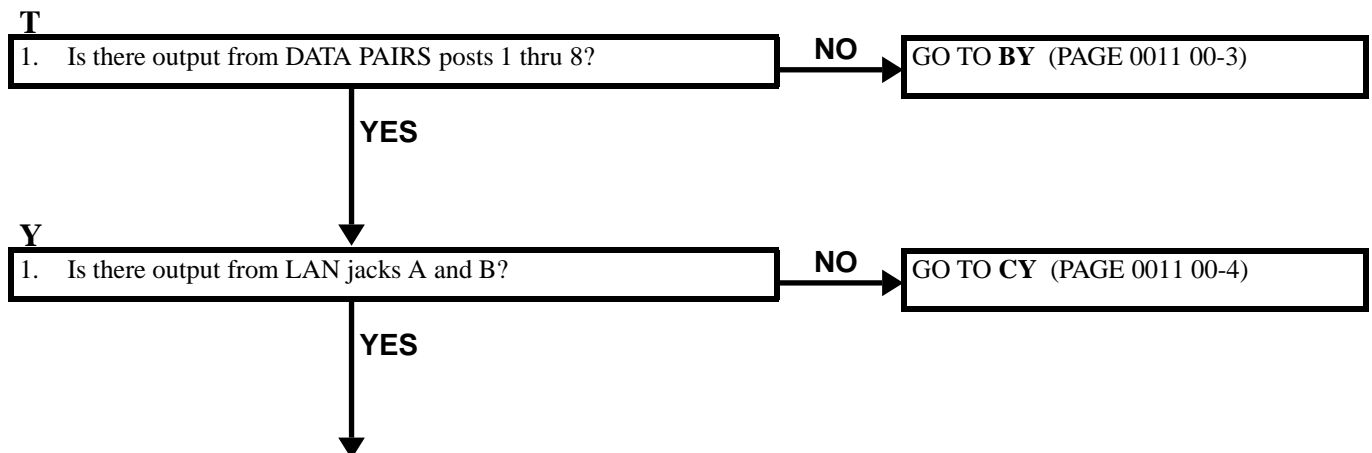 T
1. Is there output from DATA PAIRS posts 1 thru 8?
NO
GO TO BY (PAGE 0011 00-3)
YES
Y
1. Is there output from LAN jacks A and B?
NO
GO TO CY (PAGE 0011 00-4)
YES